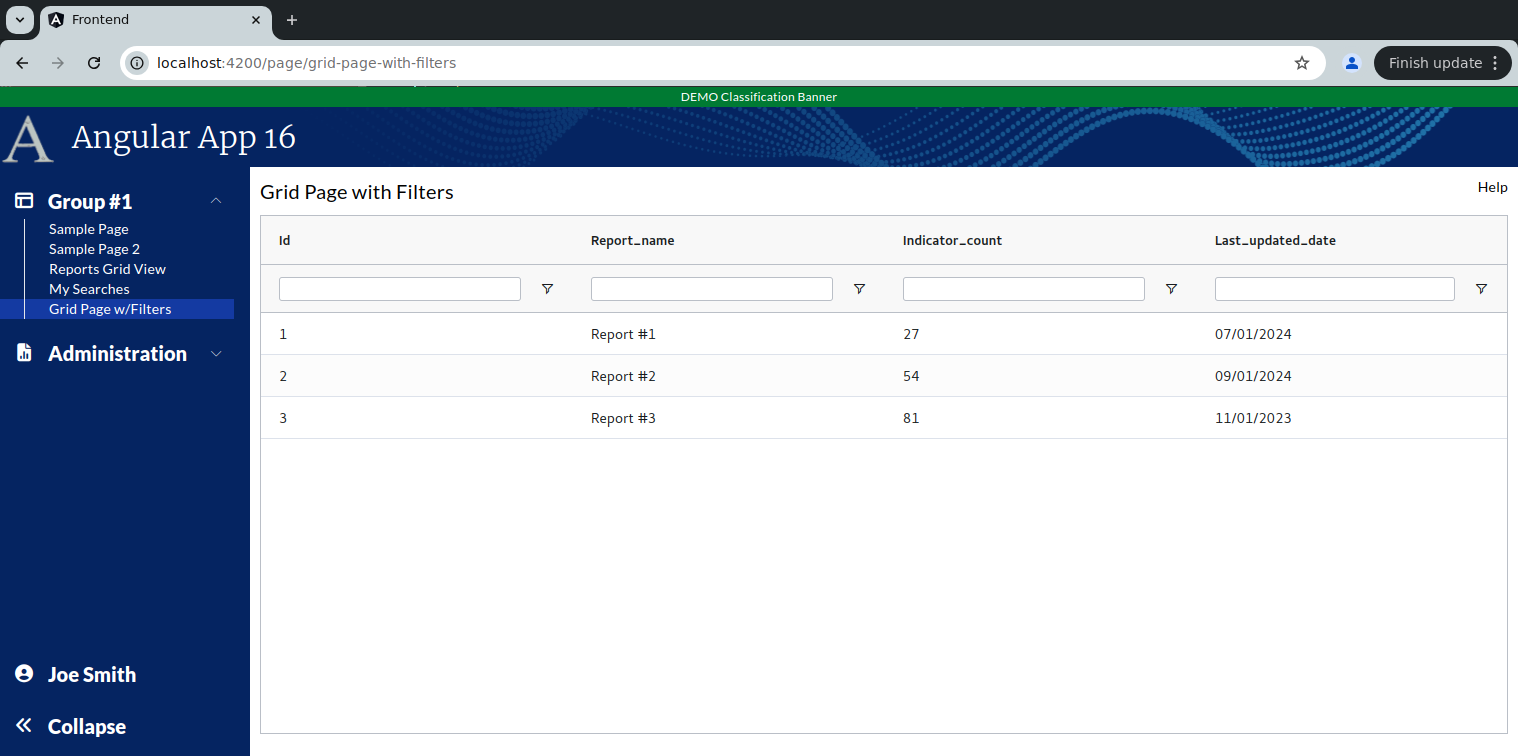 Frontend
localhost:4200/page/grid-page-with-filters
Finish update
DEMO Classification Banner
A Angular App 16
Group #1
Sample Page
Sample Page 2
Reports Grid View
My Searches
Grid Page w/Filters
Administration
Joe Smith
Collapse
Grid Page with Filters
Help
Id Report_name Indicator_count Last_updated_date
1 Report #1 27 07/01/2024
2 Report #2 54 09/01/2024
3 Report #3 81 11/01/2023